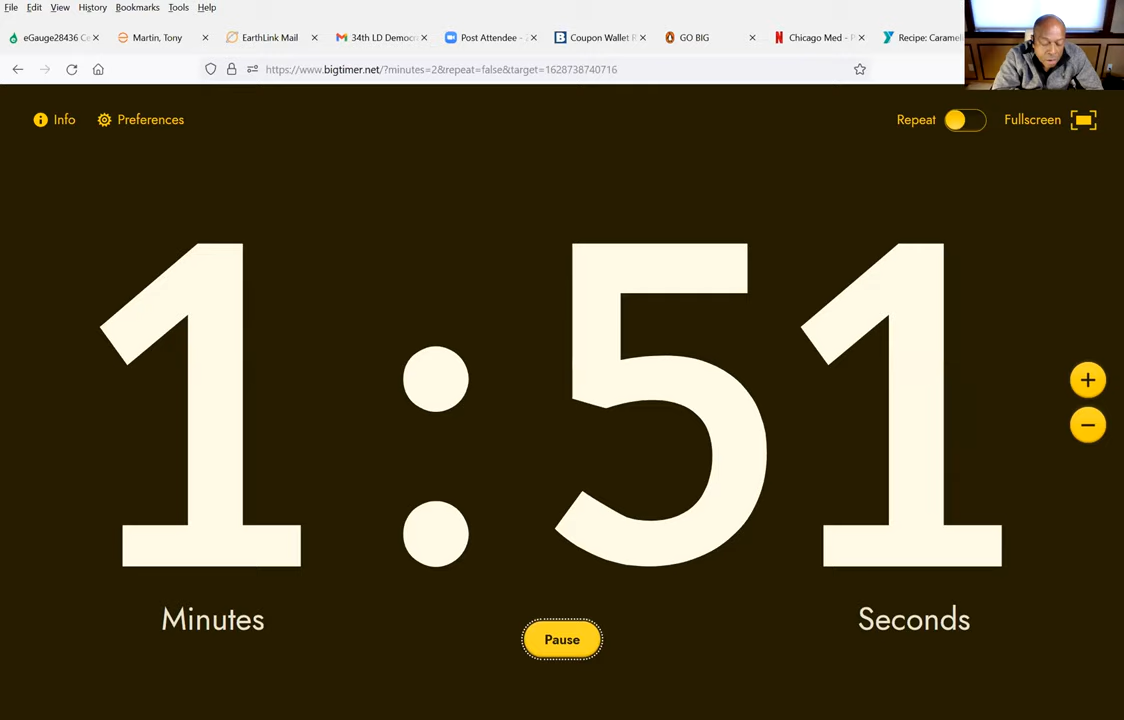 File Edit View History Bookmarks Tools Help
eGauge28436 Ce Martin, Tony EarthLink Mail 34th LD Democr Post Attendee - Z Coupon Wallet R GO BIG Chicago Med - P Recipe: Caramel
https://www.bigtimer.net/?minutes=2&repeat=false&target=1628738740716
Info Preferences Repeat Fullscreen
1:51
+
−
Minutes Seconds
Pause